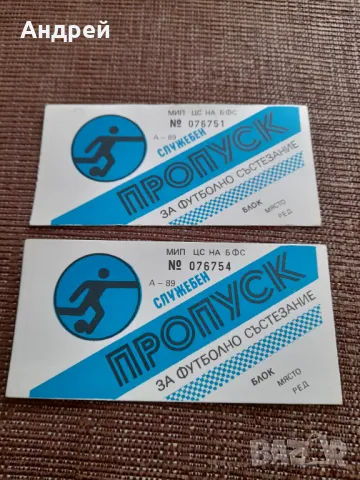 Андрей
МИП ЦС НА БФС
№ 076751
А-89
СЛУЖЕБЕН
ПРОПУСК
ЗА ФУТБОЛНО СЪСТЕЗАНИЕ
БЛОК МЯСТО
РЕД
МИП ЦС НА БФС
№ 076754
А-89
СЛУЖЕБЕН
ПРОПУСК
ЗА ФУТБОЛНО СЪСТЕЗАНИЕ
БЛОК МЯСТО
РЕД
BAZAR